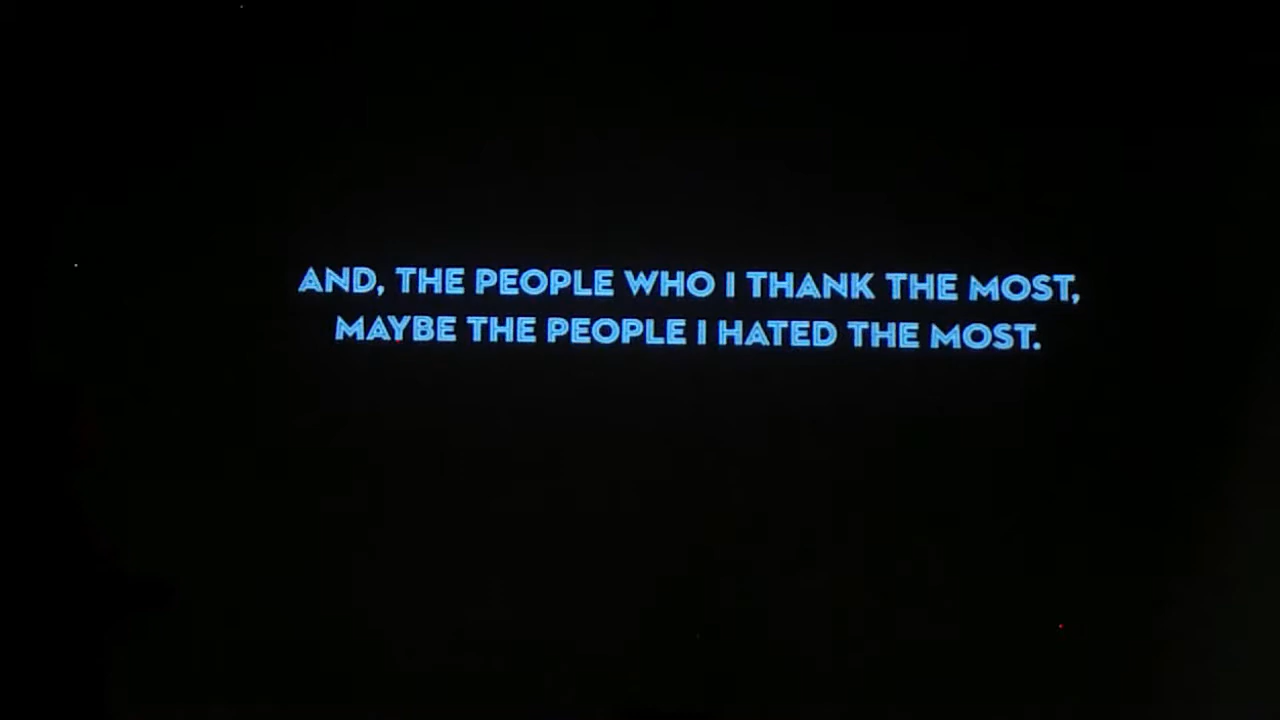 AND, THE PEOPLE WHO I THANK THE MOST,
MAYBE THE PEOPLE I HATED THE MOST.